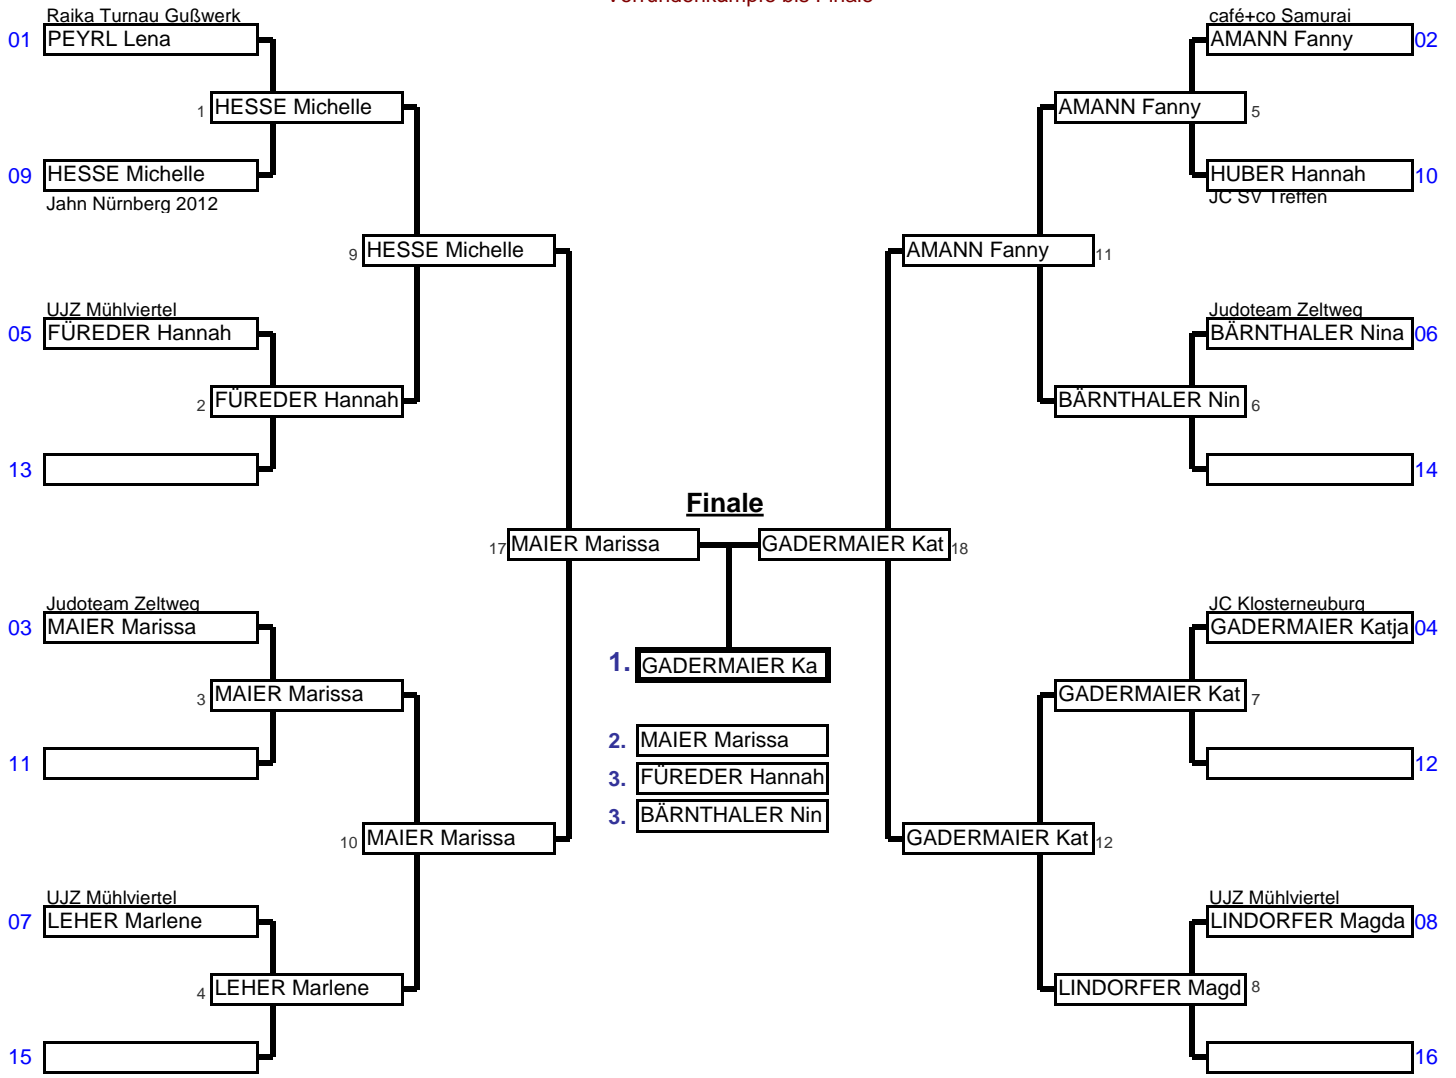 Vorrundenkämpfe bis Finale
Raika Turnau Gußwerk
01 PEYRL Lena
1 HESSE Michelle
09 HESSE Michelle
Jahn Nürnberg 2012
9 HESSE Michelle
UJZ Mühlviertel
05 FÜREDER Hannah
2 FÜREDER Hannah
13
17 MAIER Marissa
Judoteam Zeltweg
03 MAIER Marissa
3 MAIER Marissa
11
10 MAIER Marissa
UJZ Mühlviertel
07 LEHER Marlene
4 LEHER Marlene
15
Finale
1. GADERMAIER Ka
2. MAIER Marissa
3. FÜREDER Hannah
3. BÄRNTHALER Nin
café+co Samurai
AMANN Fanny 02
AMANN Fanny 5
HUBER Hannah 10
JC SV Treffen
AMANN Fanny 11
Judoteam Zeltweg
BÄRNTHALER Nina 06
BÄRNTHALER Nin 6
14
GADERMAIER Kat 18
JC Klosterneuburg
GADERMAIER Katja 04
GADERMAIER Kat 7
12
GADERMAIER Kat 12
UJZ Mühlviertel
LINDORFER Magda 08
LINDORFER Magd 8
16